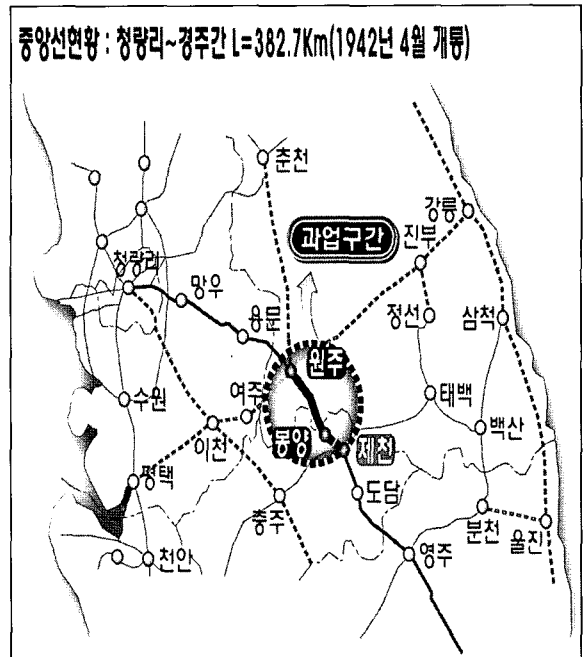 중앙선현황 : 청량리~경주간 L=382.7Km(1942년 4월 개통)
춘천
강릉
과업구간
진부
청량리
망우
정선
삼척
용문
원주
여주
수원
태백
이천
백산
봉양
제천
평택
도담
충주
분천
울진
천안
영주